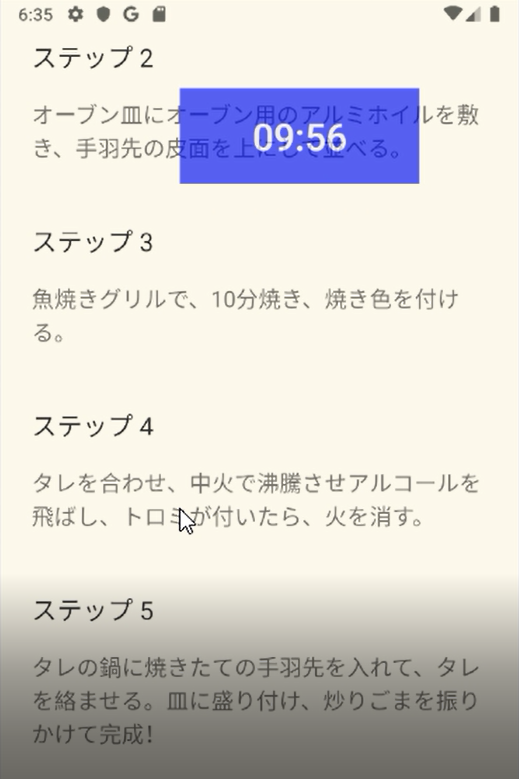 6:35
ステップ 2
オーブン皿にオーブン用のアルミホイルを敷
き、手羽先の皮面を上にして並べる。
09:56
ステップ 3
魚焼きグリルで、10分焼き、焼き色を付け
る。
ステップ 4
タレを合わせ、中火で沸騰させアルコールを
飛ばし、トロミが付いたら、火を消す。
ステップ 5
タレの鍋に焼きたての手羽先を入れて、タレ
を絡ませる。皿に盛り付け、炒りごまを振り
かけて完成！